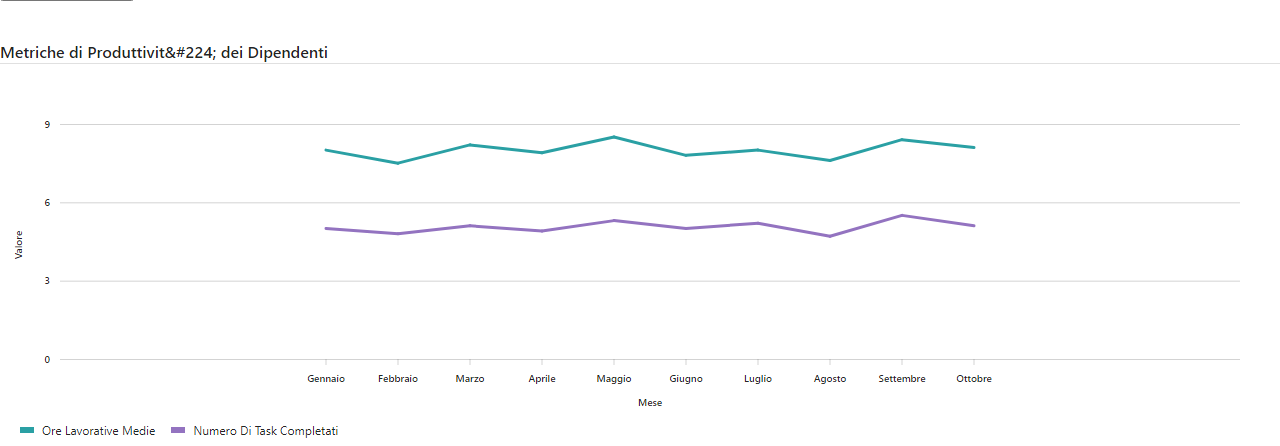 Metriche di Produttivit&#224; dei Dipendenti
9
6
3
0
Valore
Gennaio Febbraio Marzo Aprile Maggio Giugno Luglio Agosto Settembre Ottobre
Mese
Ore Lavorative Medie Numero Di Task Completati